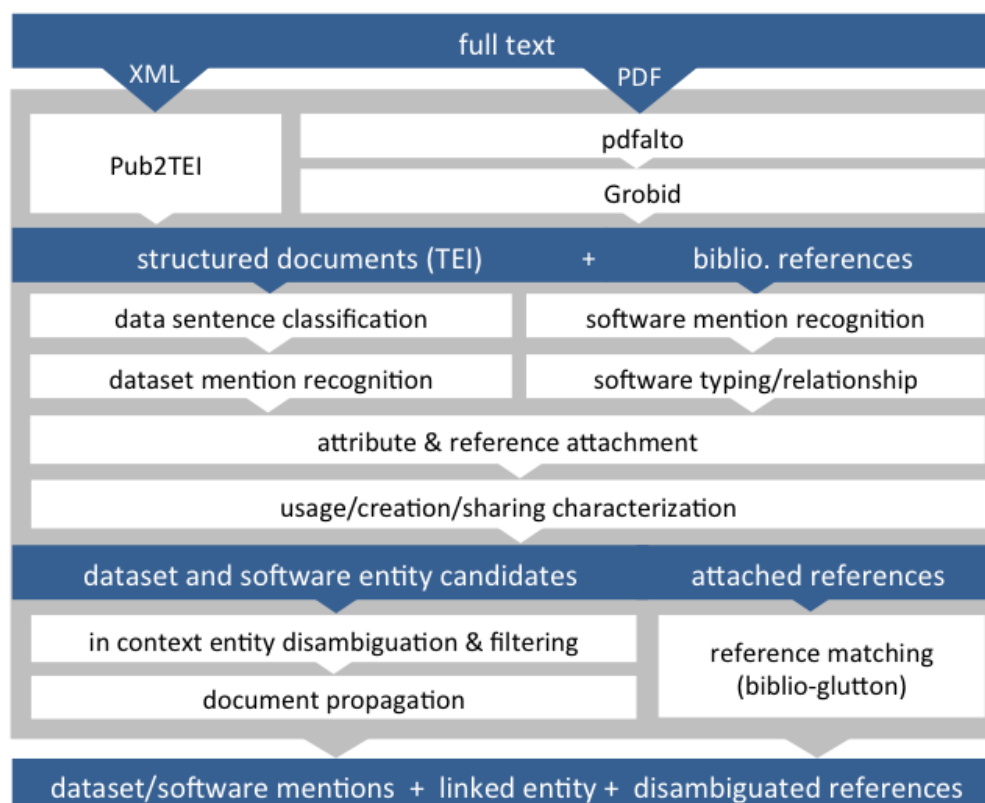 full text
XML
PDF
Pub2TEI
pdfalto
Grobid
structured documents (TEI) + biblio. references
data sentence classification
software mention recognition
dataset mention recognition
software typing/relationship
attribute & reference attachment
usage/creation/sharing characterization
dataset and software entity candidates
attached references
in context entity disambiguation & filtering
document propagation
reference matching
(biblio-glutton)
dataset/software mentions + linked entity + disambiguated references